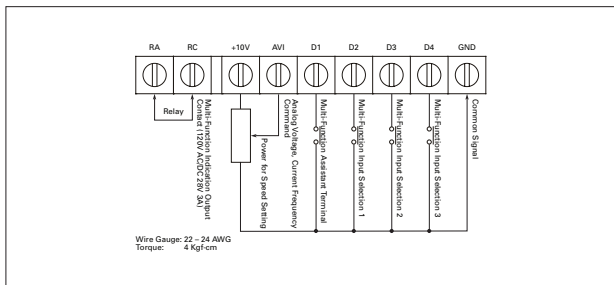 RA RC +10V AVI D1 D2 D3 D4 GND
Relay
Multi-Function Indication Output
Contact (120V AC/DC 28V 3A)
Power for Speed Setting
Analog Voltage, Current Frequency
Command
Multi-Function Assistant Terminal
Multi-Function Input Selection 1
Multi-Function Input Selection 2
Multi-Function Input Selection 3
Common Signal
Wire Gauge: 22 – 24 AWG
Torque: 4 Kgf-cm